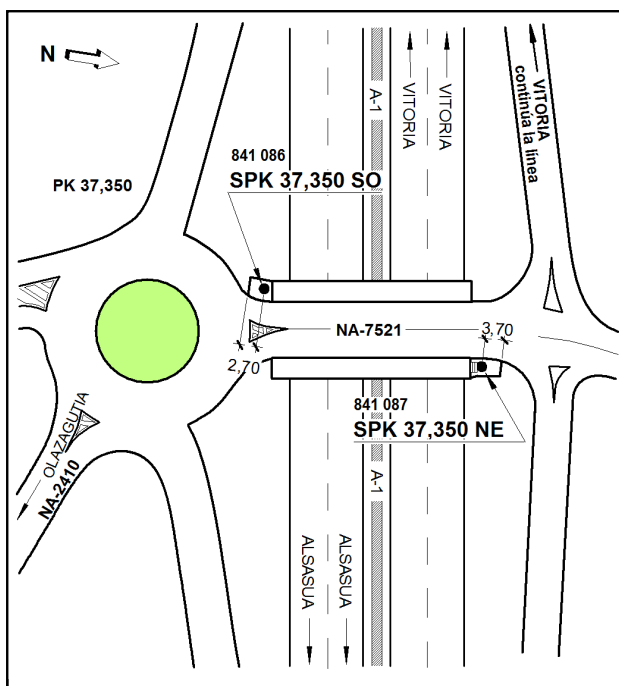 N
A-1
VITORIA
VITORIA
VITORIA
continúa la línea
841 086
SPK 37,350 SO
PK 37,350
NA-7521
3,70
2,70
841 087
SPK 37,350 NE
OLAZAGUTIA
NA-2410
A-1
ALSASUA
ALSASUA